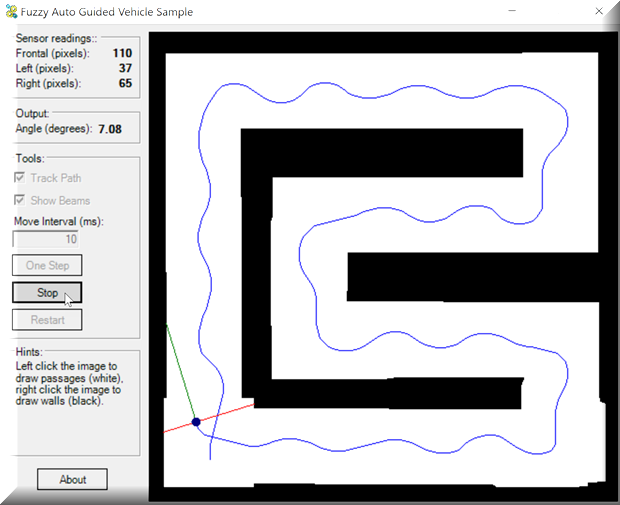 Fuzzy Auto Guided Vehicle Sample
Sensor readings::
Frontal (pixels): 110
Left (pixels): 37
Right (pixels): 65
Output:
Angle (degrees): 7.08
Tools:
Track Path
Show Beams
Move Interval (ms):
10
One Step
Stop
Restart
Hints:
Left click the image to
draw passages (white),
right click the image to
draw walls (black).
About